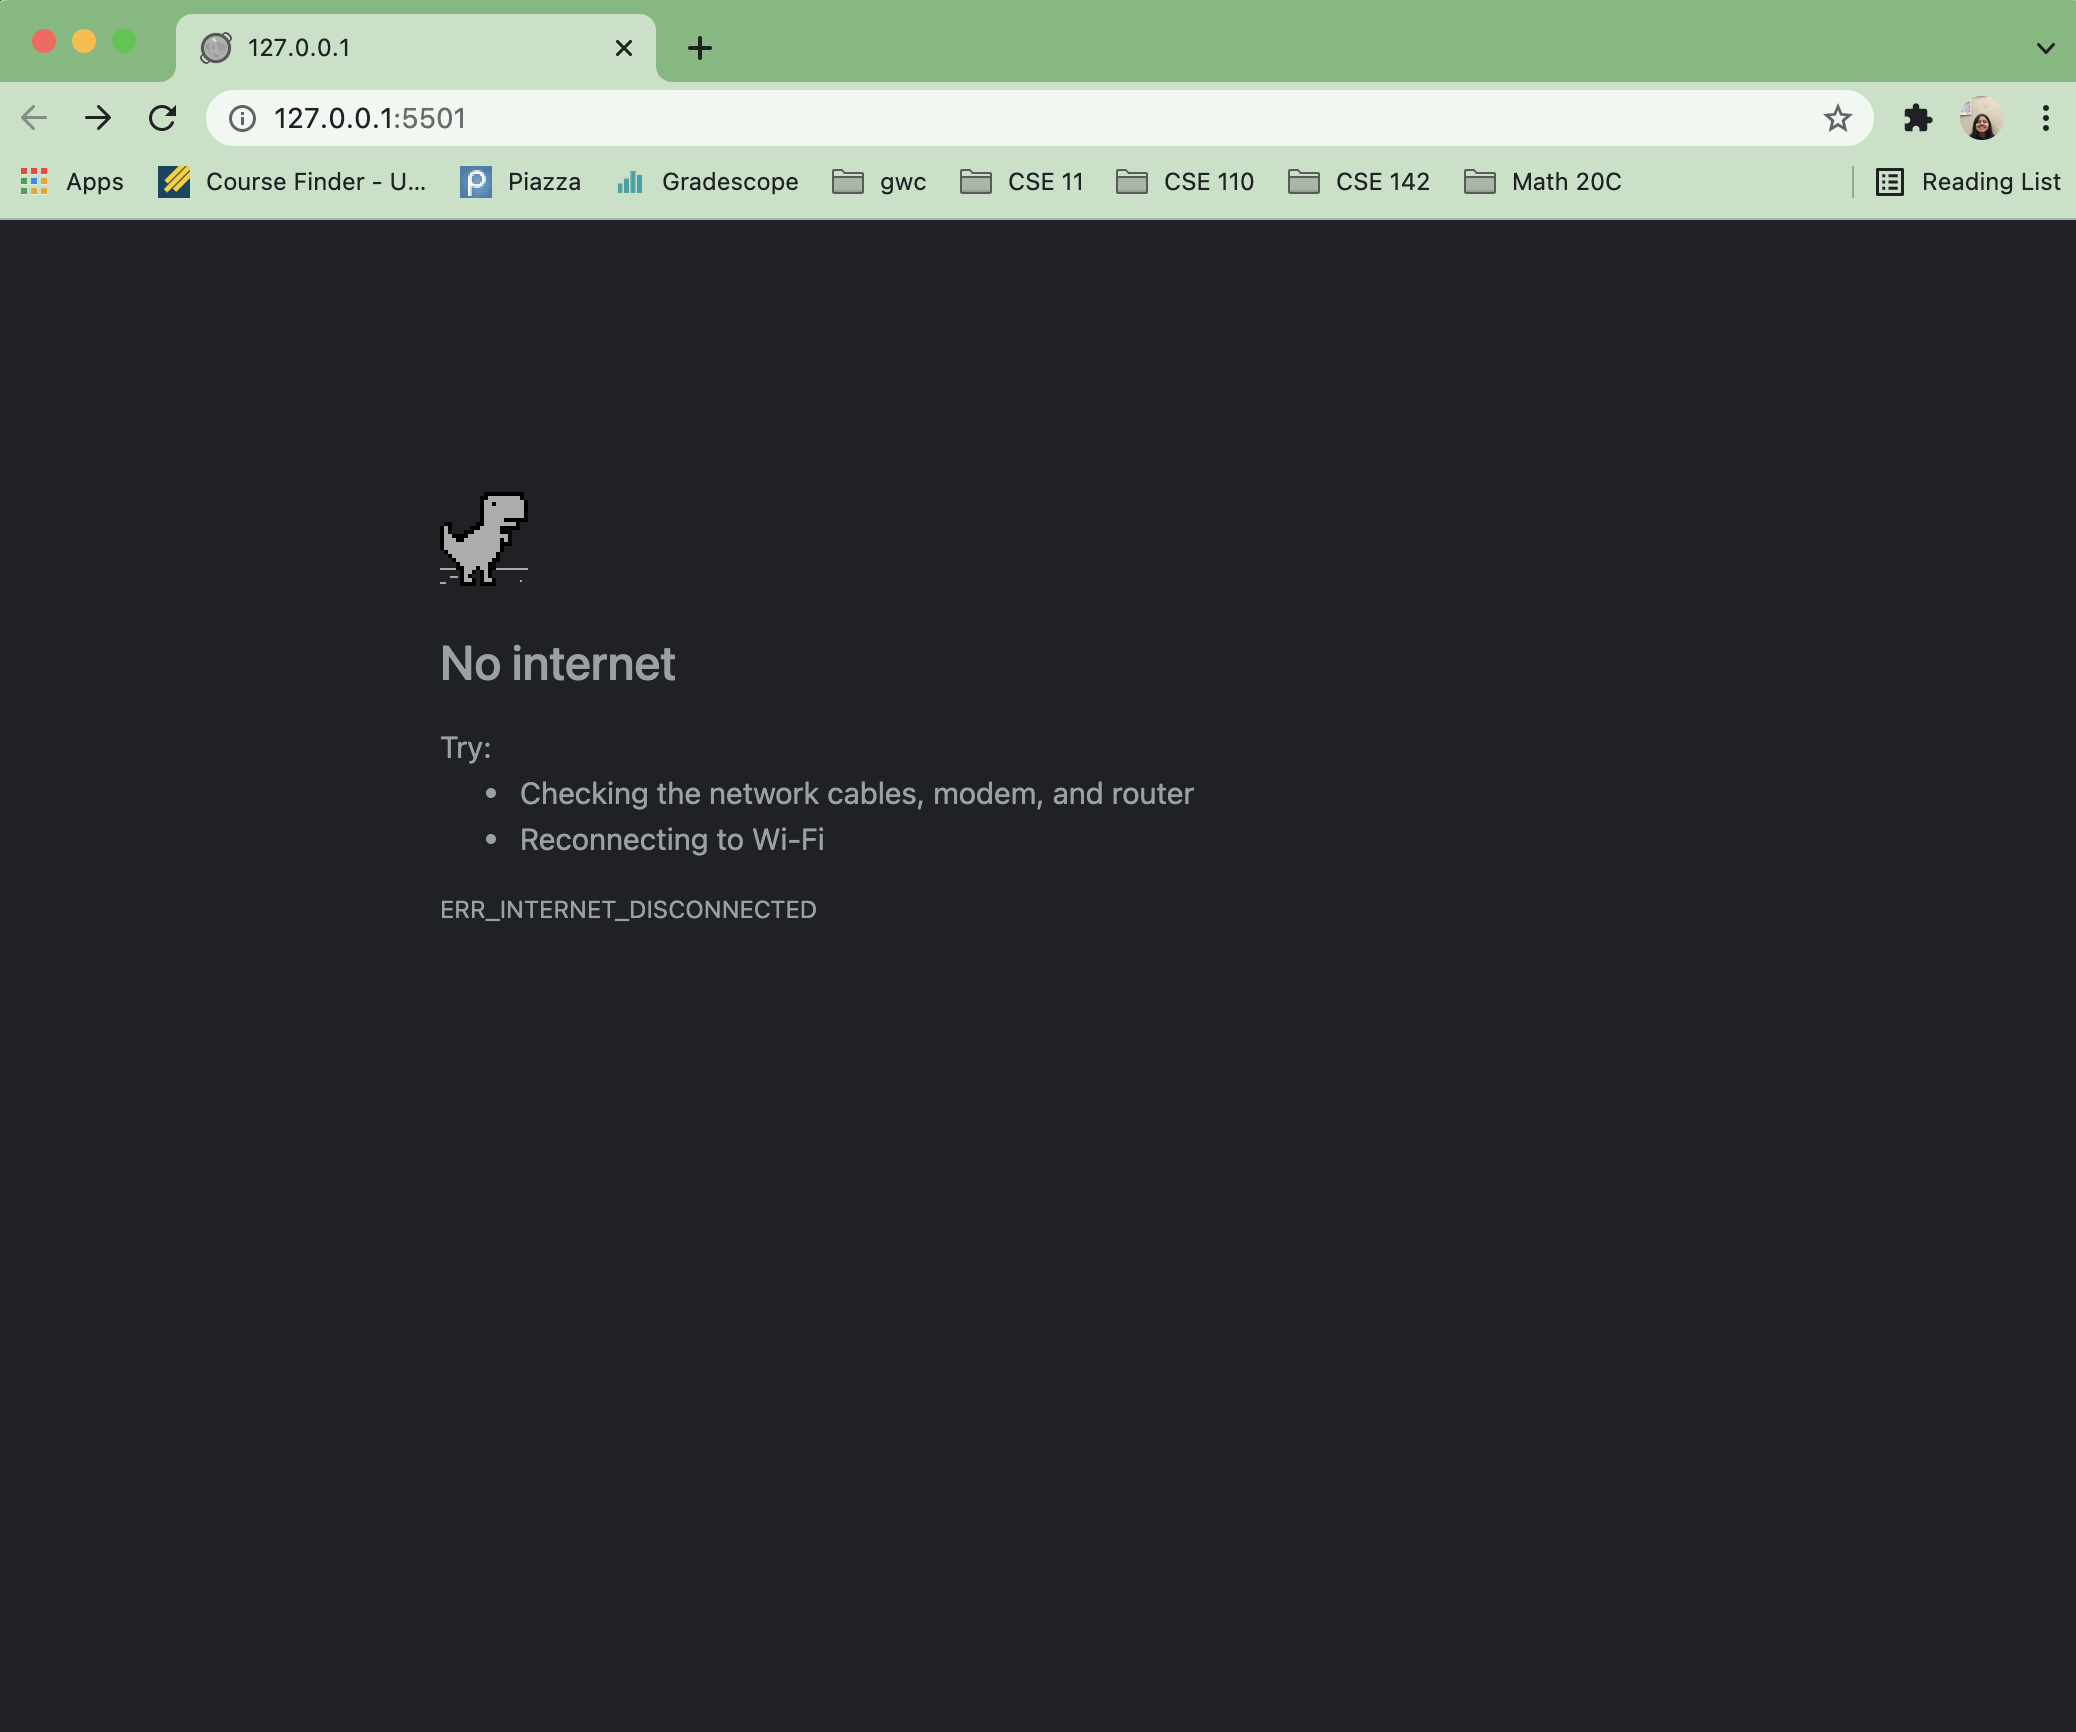 127.0.0.1
127.0.0.1:5501
Apps Course Finder - U... Piazza Gradescope gwc CSE 11 CSE 110 CSE 142 Math 20C Reading List
No internet
Try:
• Checking the network cables, modem, and router
• Reconnecting to Wi-Fi
ERR_INTERNET_DISCONNECTED